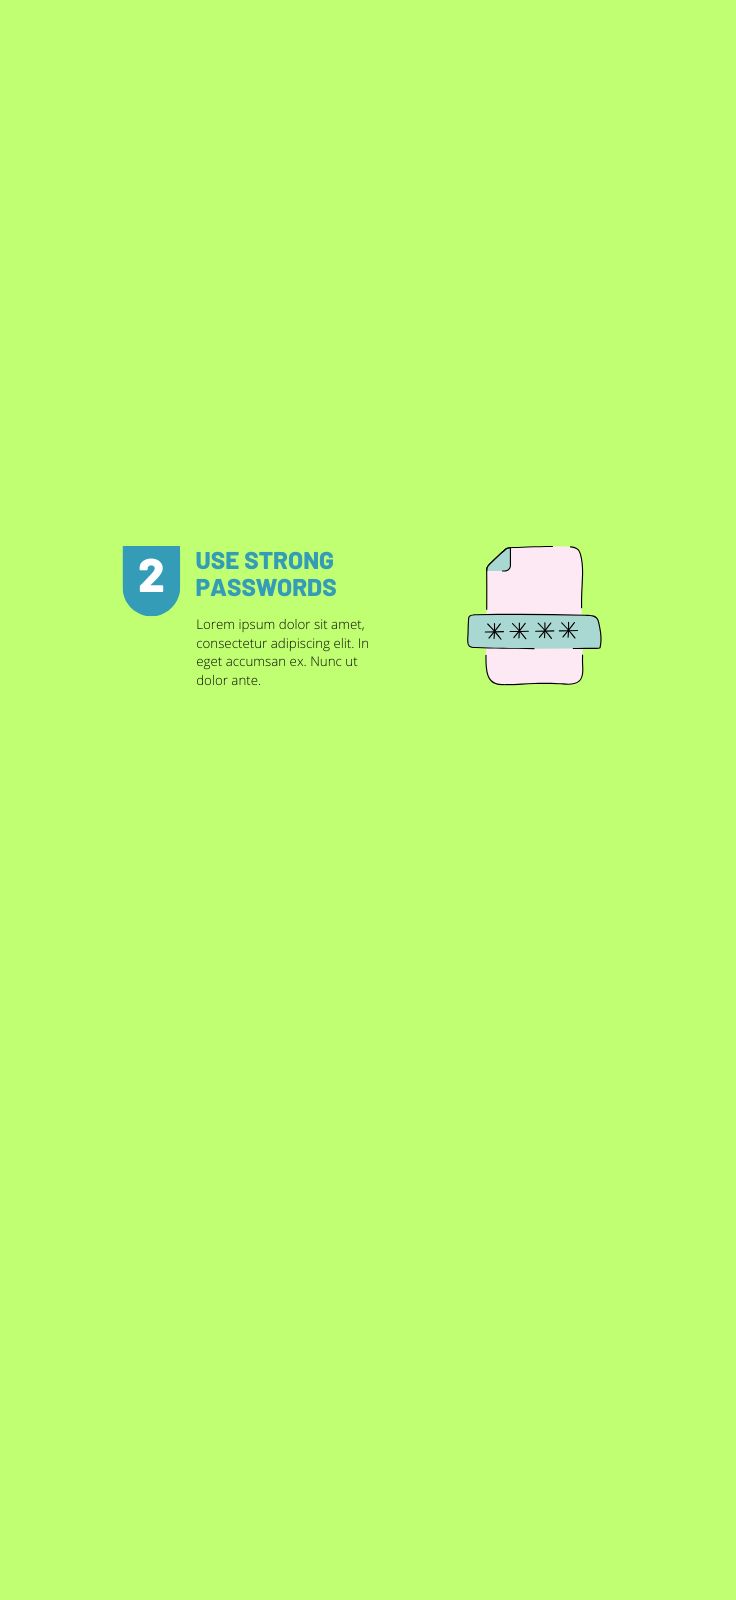 2
USE STRONG
PASSWORDS
Lorem ipsum dolor sit amet,
consectetur adipiscing elit. In
eget accumsan ex. Nunc ut
dolor ante.
✳ ✳ ✳ ✳